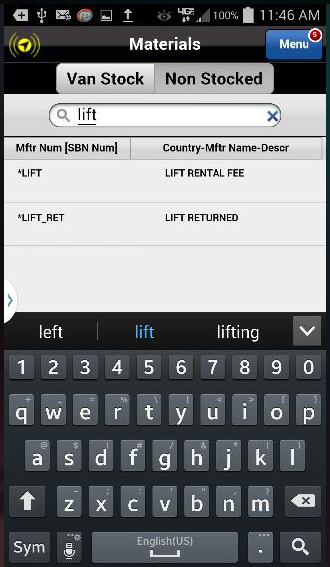 100% 11:46 AM
Materials
Menu
5
Van Stock Non Stocked
lift
Mftr Num [SBN Num] Country-Mftr Name-Descr
*LIFT LIFT RENTAL FEE
*LIFT_RET LIFT RETURNED
left lift lifting
1 2 3 4 5 6 7 8 9 0
q w e r t y u i o p
a s d f g h j k l
z x c v b n m
Sym English(US) .